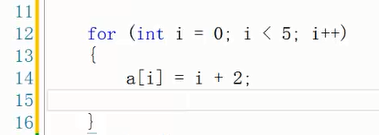 11
12 for (int i = 0; i < 5; i++)
13 {
14 a[i] = i + 2;
15
16 }